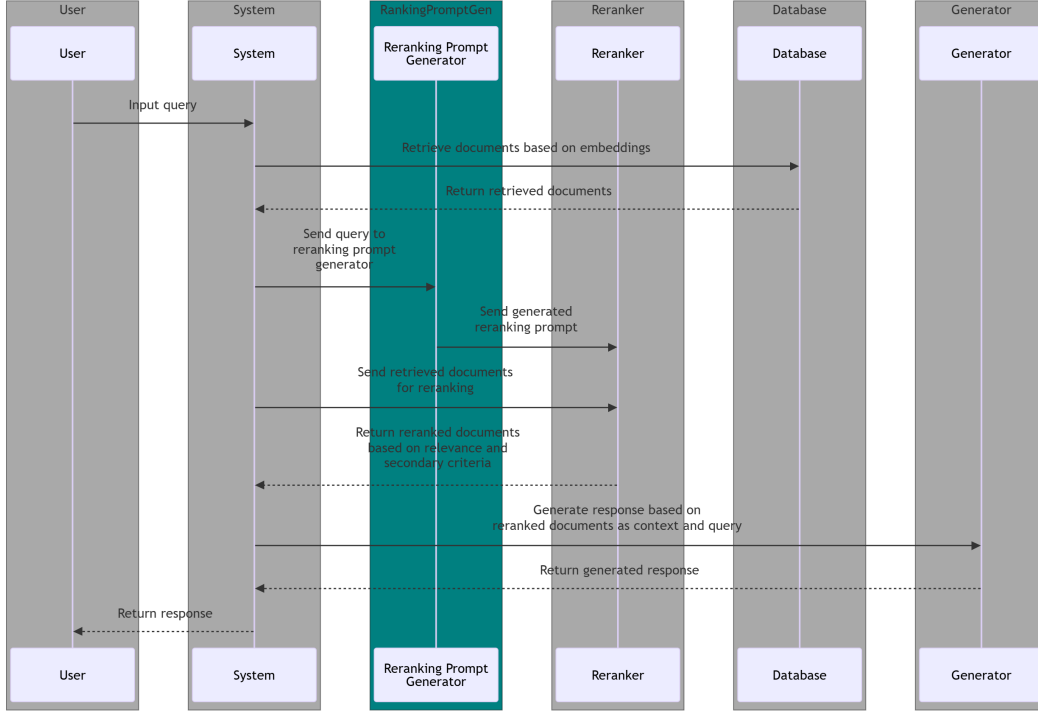 User
System
RankingPromptGen
Reranker
Database
Generator
User
System
Reranking Prompt
Generator
Reranker
Database
Generator
Input query
Retrieve documents based on embeddings
Return retrieved documents
Send query to
reranking prompt
generator
Send generated
reranking prompt
Send retrieved documents
for reranking
Return reranked documents
based on relevance and
secondary criteria
Generate response based on
reranked documents as context and query
Return generated response
Return response
User
System
Reranking Prompt
Generator
Reranker
Database
Generator